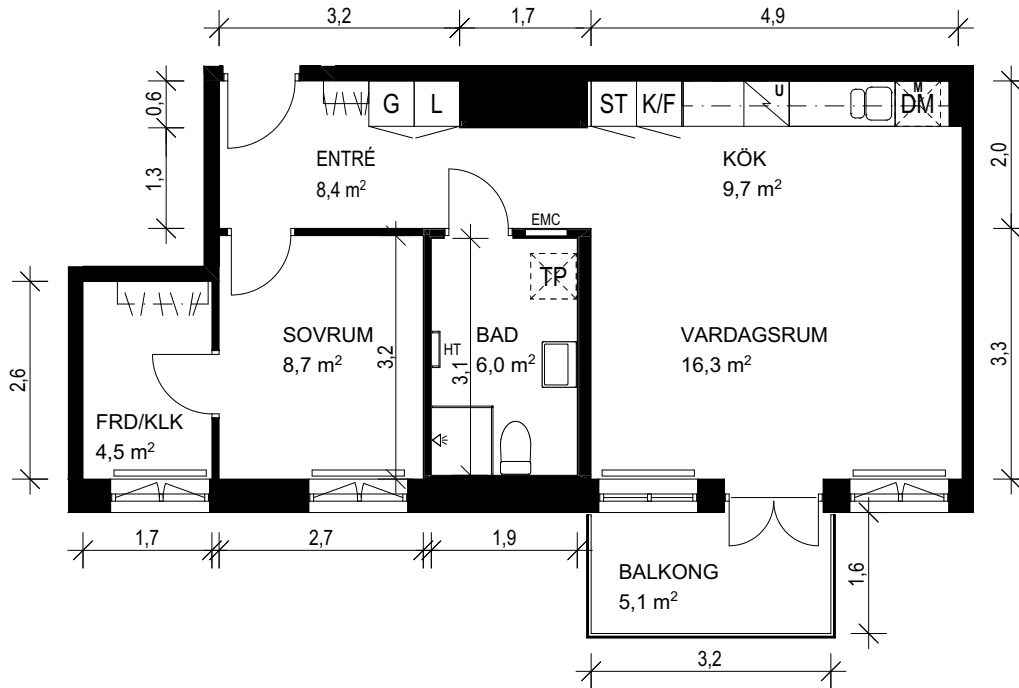 3,2
1,7
4,9
0,6
1,3
G
L
ST
K/F
U
M
DM
2,0
ENTRÉ
8,4 m²
KÖK
9,7 m²
EMC
TP
2,6
SOVRUM
8,7 m²
3,2
HT
3,1
BAD
6,0 m²
VARDAGSRUM
16,3 m²
3,3
FRD/KLK
4,5 m²
1,7
2,7
1,9
BALKONG
5,1 m²
1,6
3,2